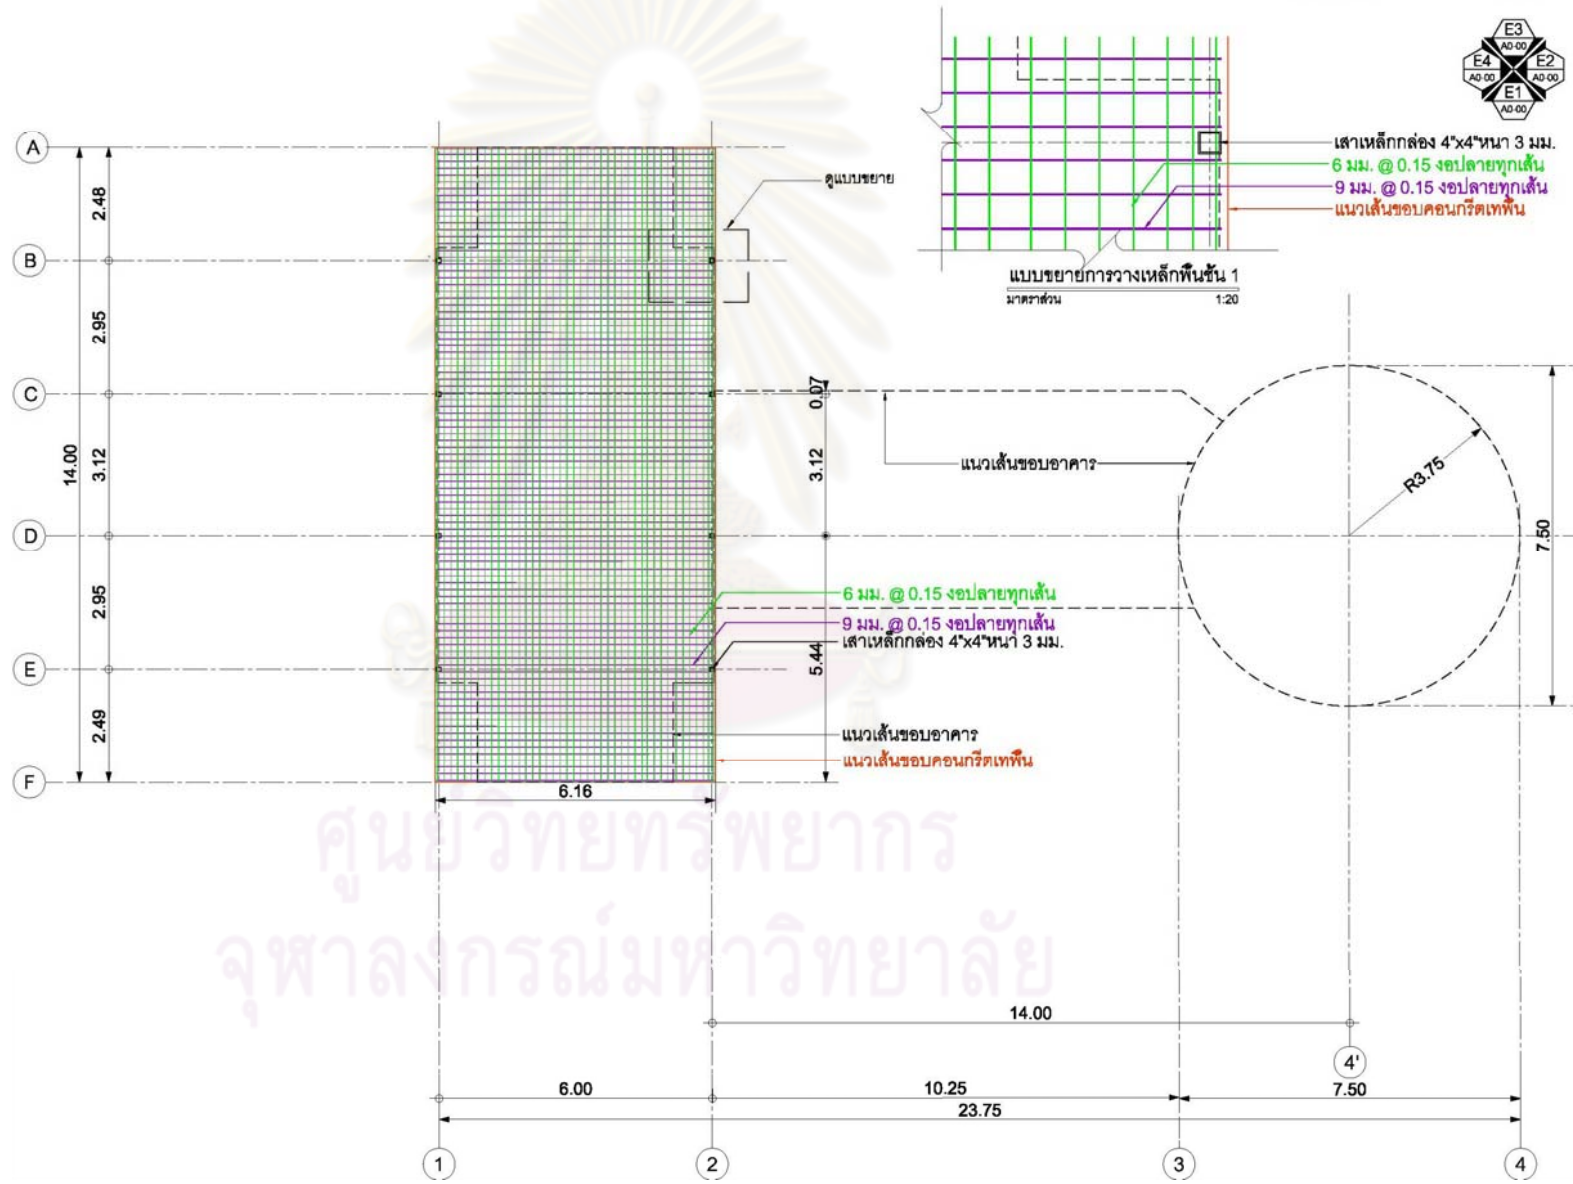 E3
A0-00
E4
A0-00
E2
A0-00
E1
A0-00
เสาเหล็กกล่อง 4"x4"หนา 3 มม.
6 มม. @ 0.15 งอปลายทุกเส้น
9 มม. @ 0.15 งอปลายทุกเส้น
แนวเส้นขอบคอนกรีตเทพื้น
แบบขยายการวางเหล็กพื้นชั้น 1
มาตราส่วน 1:20
ดูแบบขยาย
A
B
C
D
E
F
14.00
2.48
2.95
3.12
2.95
2.49
0.07
3.12
5.44
แนวเส้นขอบอาคาร
R3.75
7.50
6 มม. @ 0.15 งอปลายทุกเส้น
9 มม. @ 0.15 งอปลายทุกเส้น
เสาเหล็กกล่อง 4"x4"หนา 3 มม.
แนวเส้นขอบอาคาร
แนวเส้นขอบคอนกรีตเทพื้น
6.16
ศูนย์วิทยทรัพยากร
จุฬาลงกรณ์มหาวิทยาลัย
14.00
4'
6.00
10.25
7.50
23.75
1
2
3
4